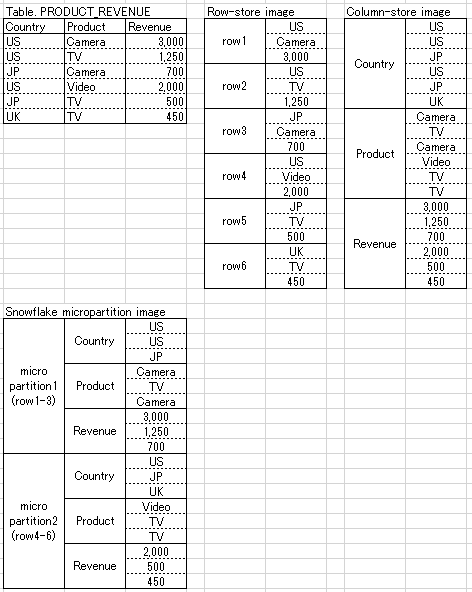 Table. PRODUCT_REVENUE
Country Product Revenue
US Camera 3,000
US TV 1,250
JP Camera 700
US Video 2,000
JP TV 500
UK TV 450
Row-store image
row1
US
Camera
3,000
row2
US
TV
1,250
row3
JP
Camera
700
row4
US
Video
2,000
row5
JP
TV
500
row6
UK
TV
450
Column-store image
Country
US
US
JP
US
JP
UK
Product
Camera
TV
Camera
Video
TV
TV
Revenue
3,000
1,250
700
2,000
500
450
Snowflake micropartition image
micro
partition1
(row1-3)
Country
US
US
JP
Product
Camera
TV
Camera
Revenue
3,000
1,250
700
micro
partition2
(row4-6)
Country
US
JP
UK
Product
Video
TV
TV
Revenue
2,000
500
450